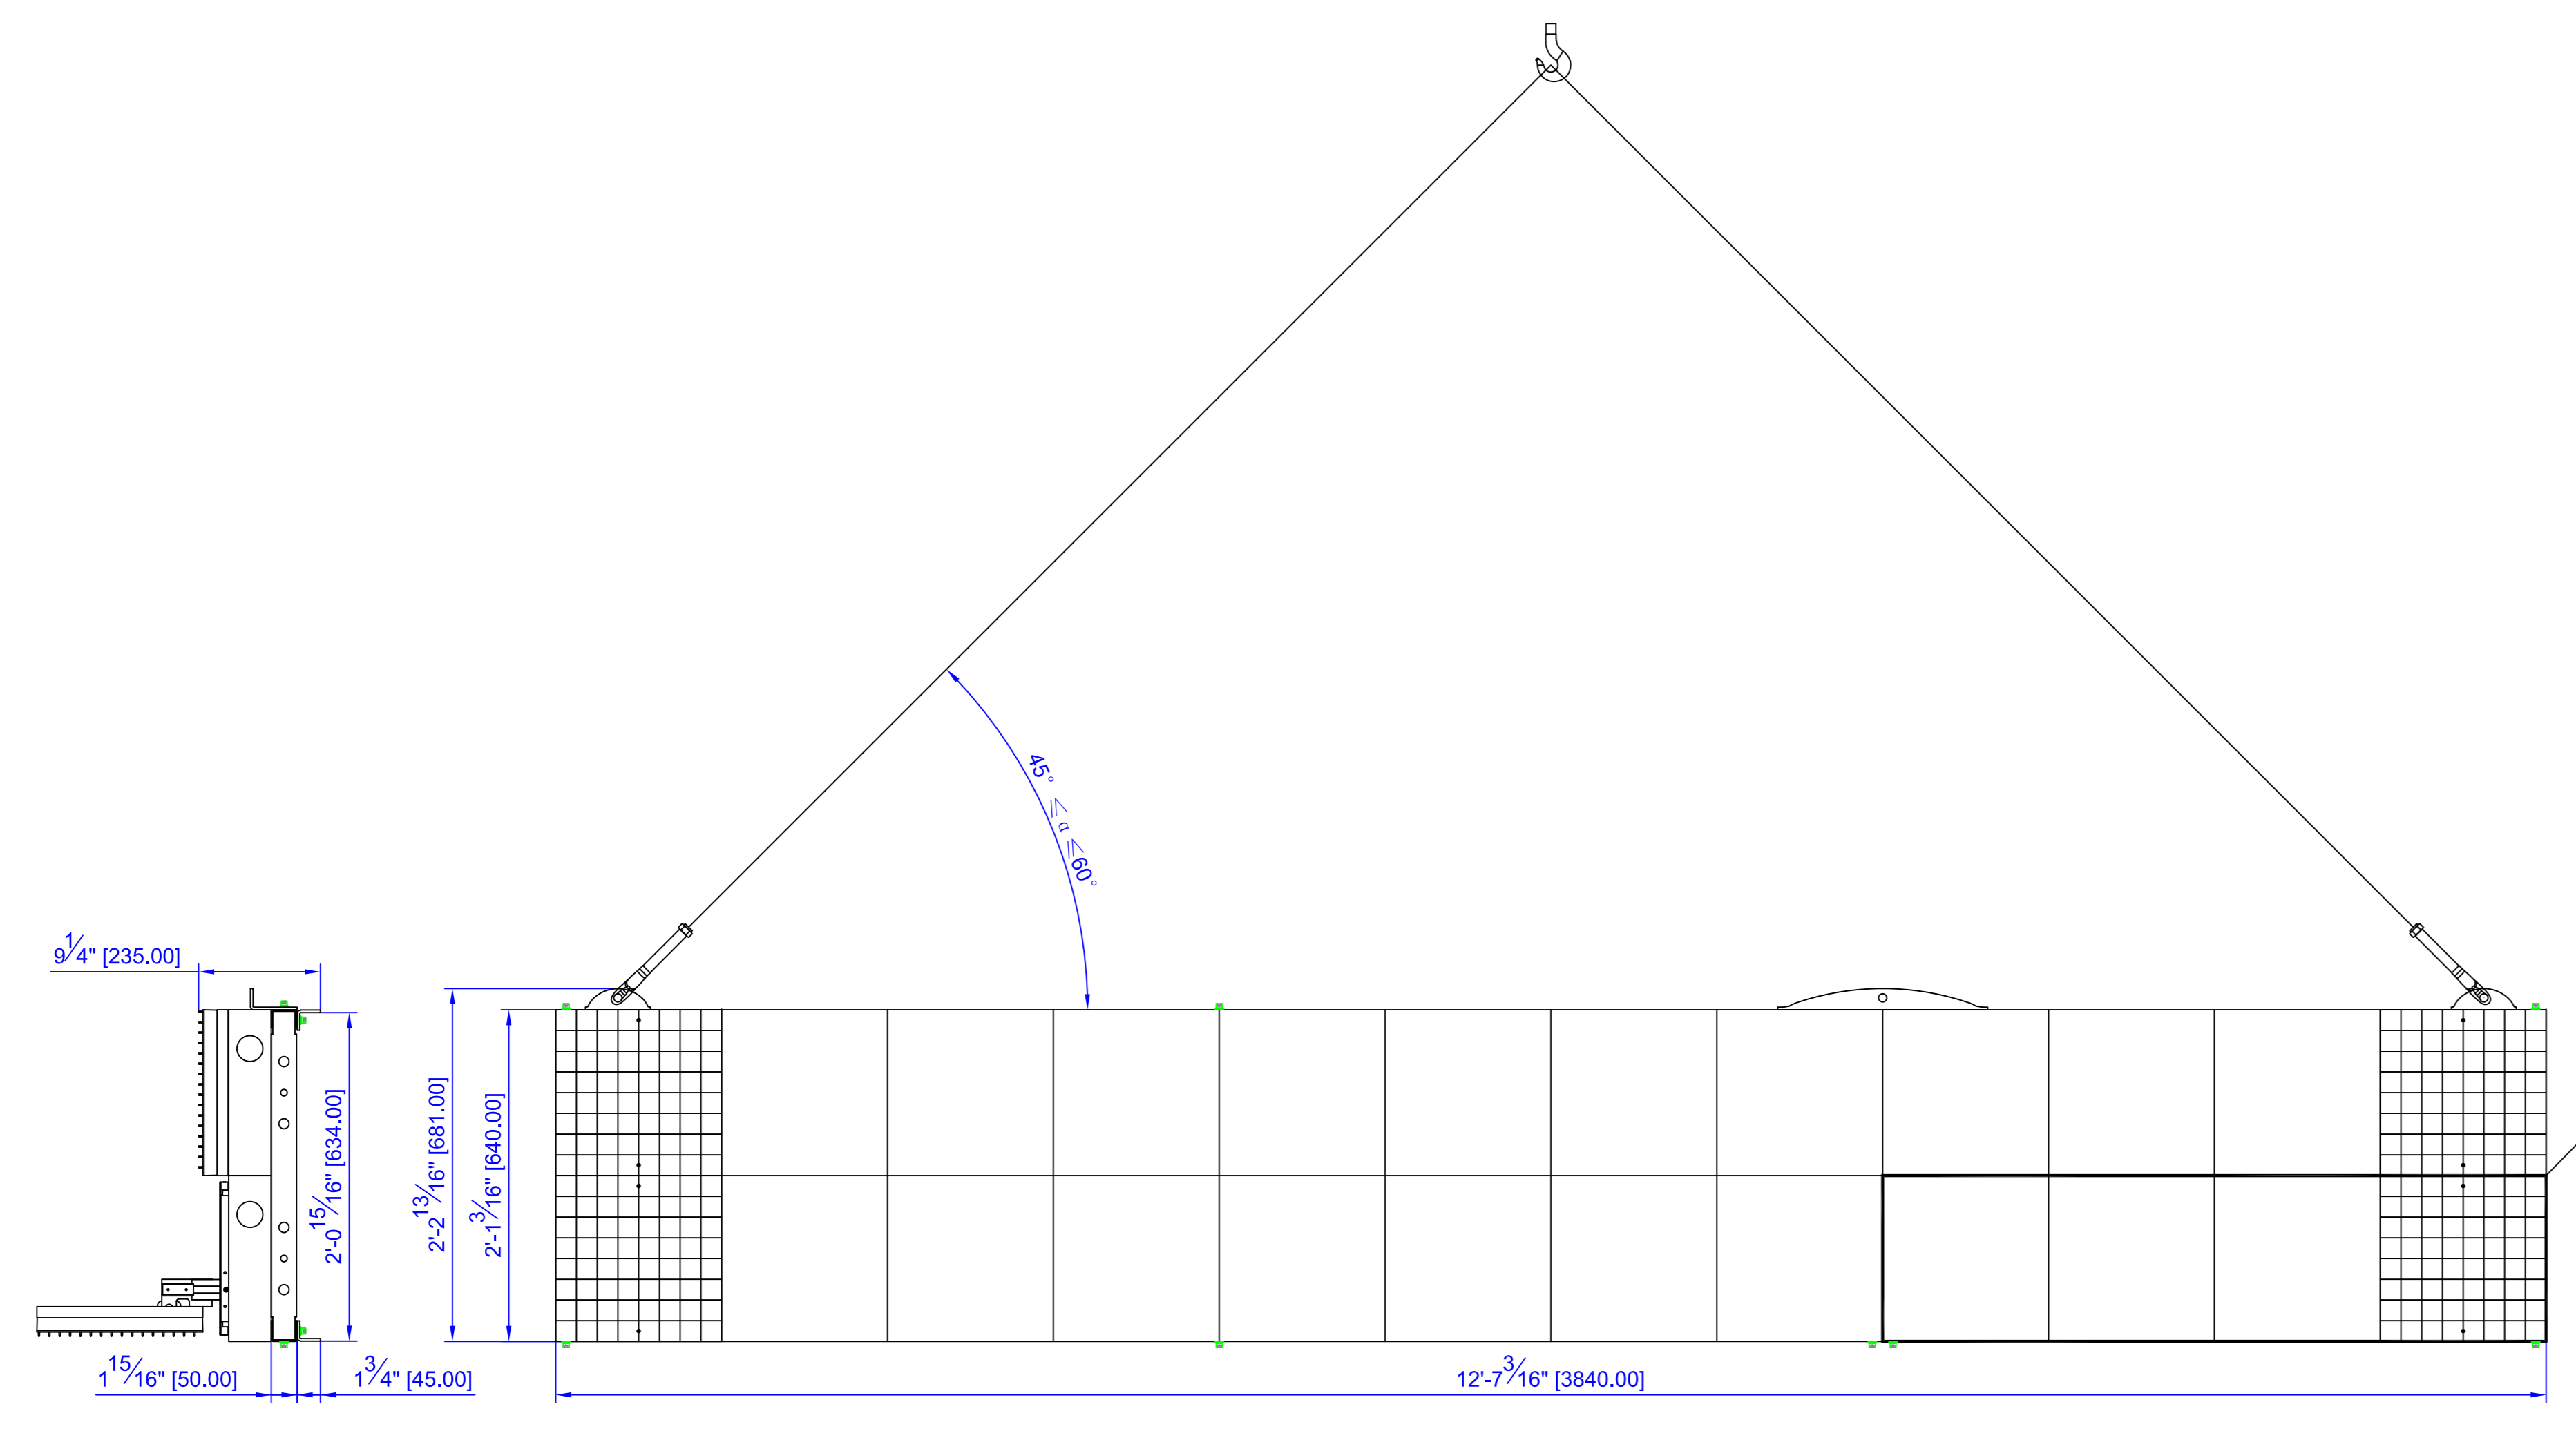 45° ≤ α ≤60°
9 1/4" [235.00]
2'-0 15/16" [634.00]
2'-2 13/16" [681.00]
2'-1 3/16" [640.00]
1 15/16" [50.00]
1 3/4" [45.00]
12'-7 3/16" [3840.00]